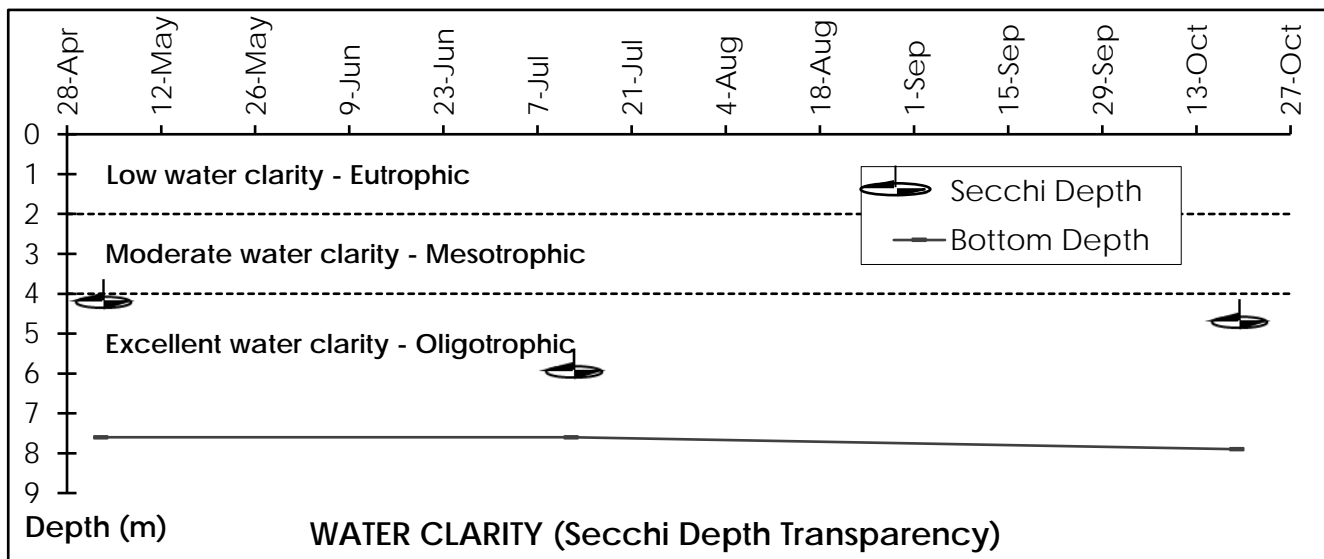 28-Apr
12-May
26-May
9-Jun
23-Jun
7-Jul
21-Jul
4-Aug
18-Aug
1-Sep
15-Sep
29-Sep
13-Oct
27-Oct
0
1
2
3
4
5
6
7
8
9
Low water clarity - Eutrophic
Moderate water clarity - Mesotrophic
Excellent water clarity - Oligotrophic
Secchi Depth
Bottom Depth
Depth (m)
WATER CLARITY (Secchi Depth Transparency)